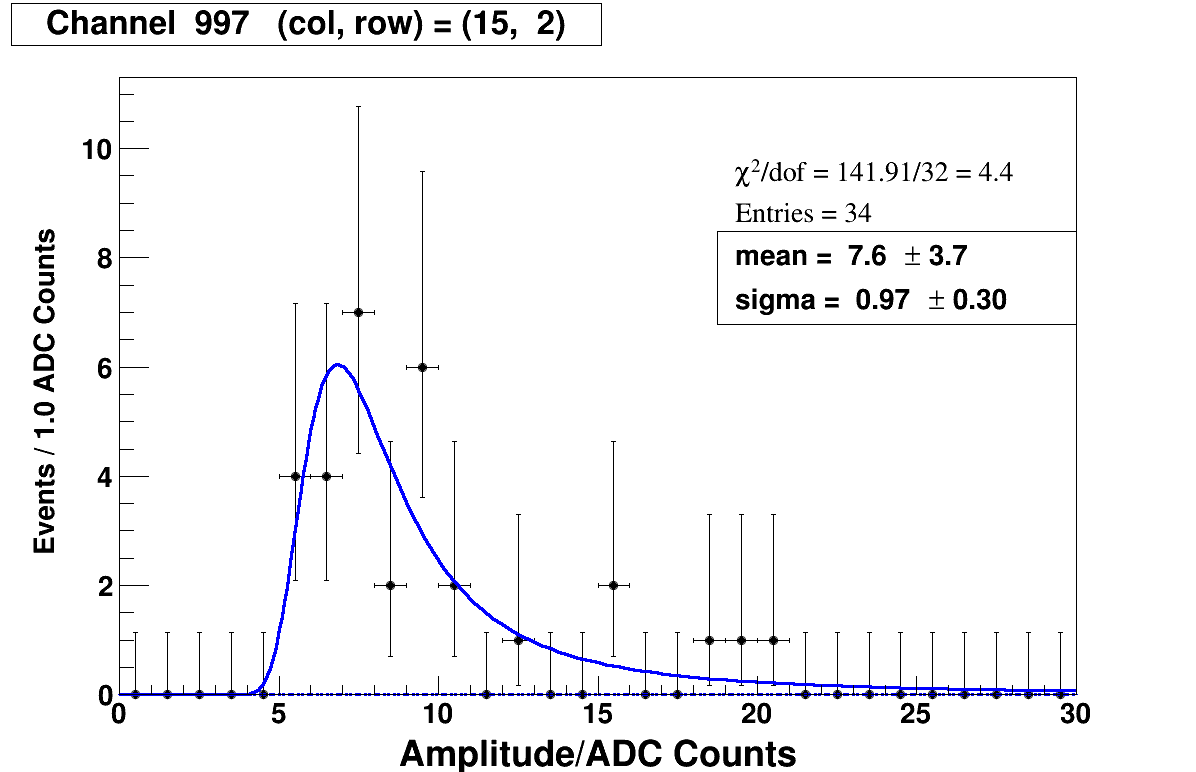 Channel 997 (col, row) = (15, 2)
χ²/dof = 141.91/32 = 4.4
Entries = 34
mean = 7.6 ± 3.7
sigma = 0.97 ± 0.30
Events / 1.0 ADC Counts
10
8
6
4
2
0
0 5 10 15 20 25 30
Amplitude/ADC Counts